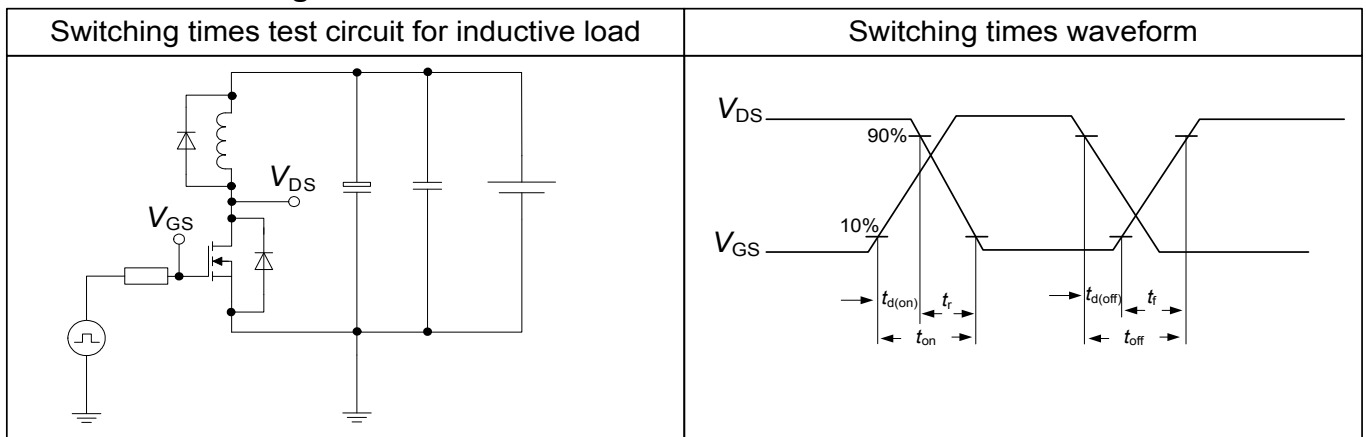 Switching times test circuit for inductive load
Switching times waveform
VDS
VGS
VDS
90%
10%
VGS
td(on)
tr
td(off)
tf
ton
toff